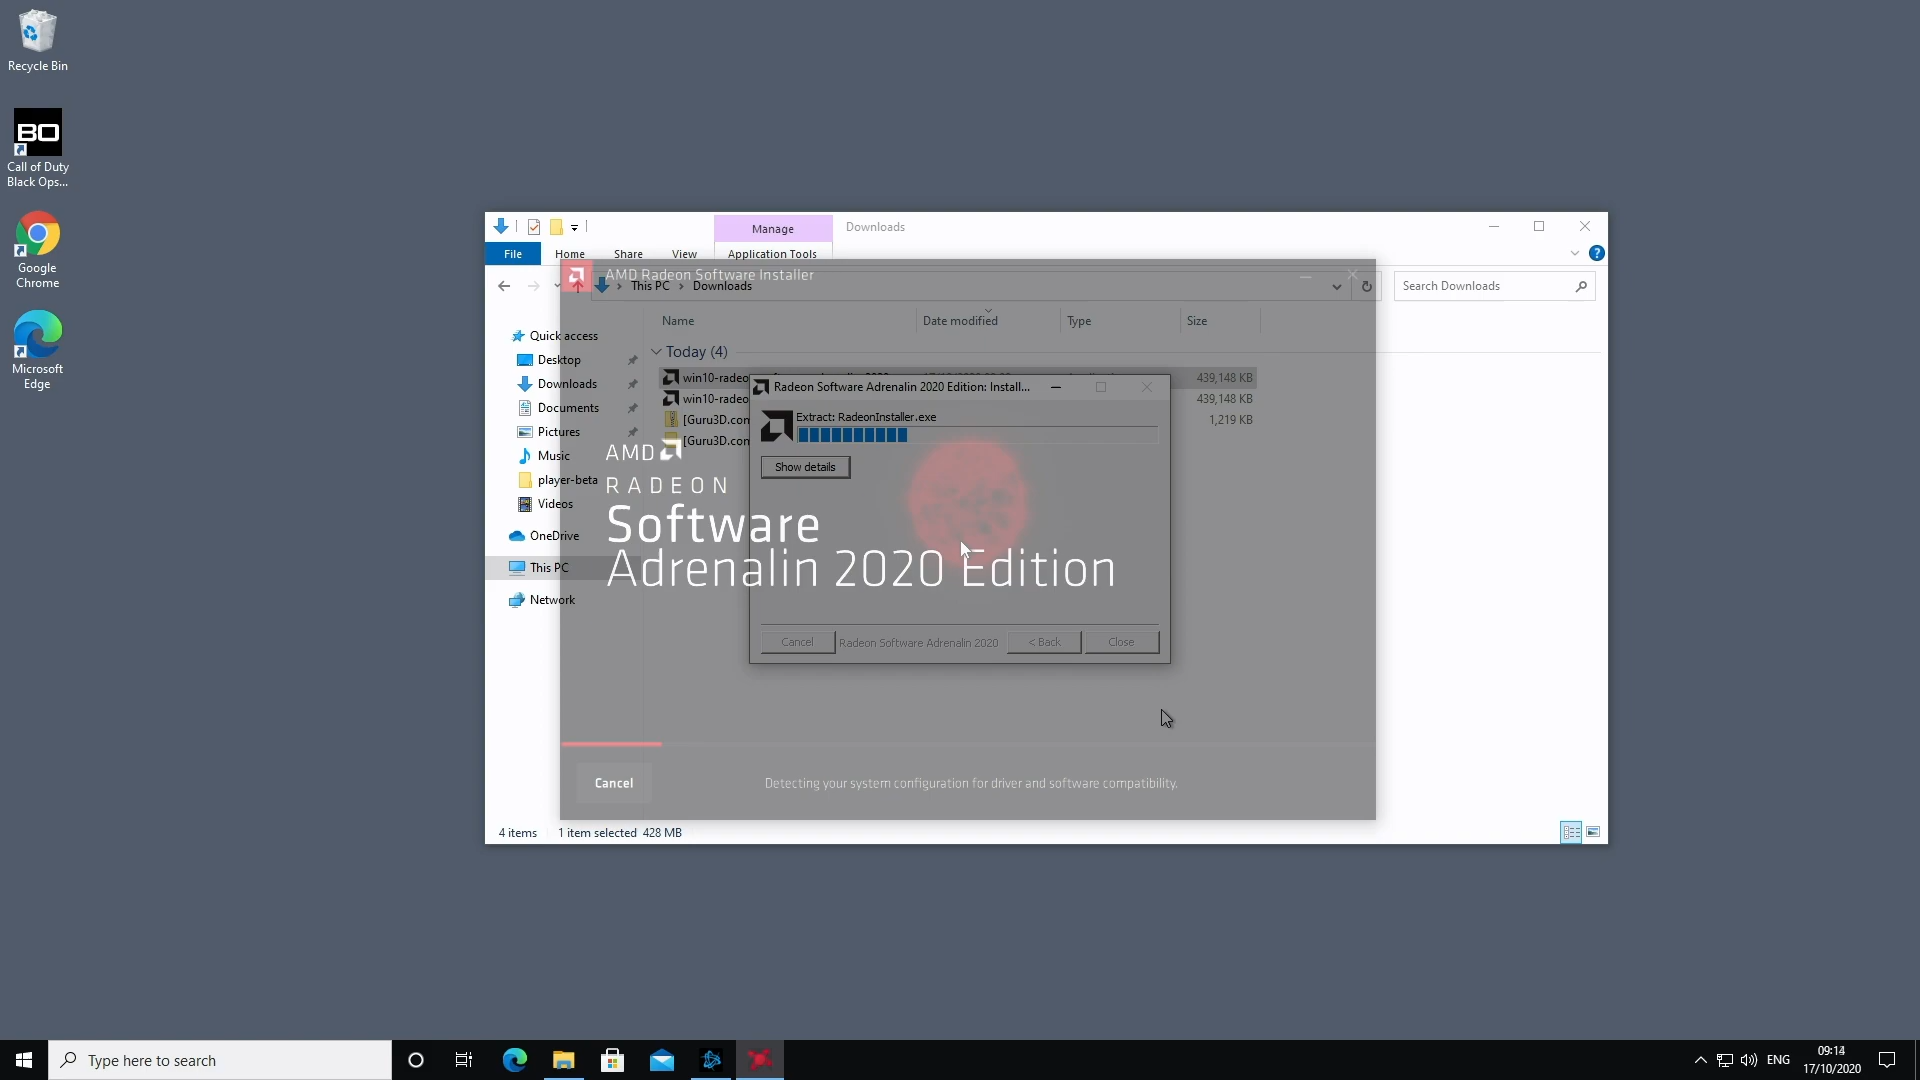 Recycle Bin
BO
Call of Duty
Black Ops...
Google
Chrome
Microsoft
Edge
Manage
Downloads
File
Home
Share
View
Application Tools
AMD Radeon Software Installer
This PC
Downloads
Search Downloads
Name
Date modified
Type
Size
Quick access
Desktop
Downloads
Documents
Pictures
Music
player-beta
Videos
OneDrive
This PC
Network
Today (4)
win10-radeo
439,148 KB
win10-radeo
439,148 KB
[Guru3D.con
1,219 KB
[Guru3D.con
Radeon Software Adrenalin 2020 Edition: Install...
Extract: RadeonInstaller.exe
Show details
AMD
RADEON
Software
Adrenalin 2020 Edition
Cancel
Radeon Software Adrenalin 2020
< Back
Close
Cancel
Detecting your system configuration for driver and software compatibility.
4 items
1 item selected 428 MB
Type here to search
ENG
09:14
17/10/2020